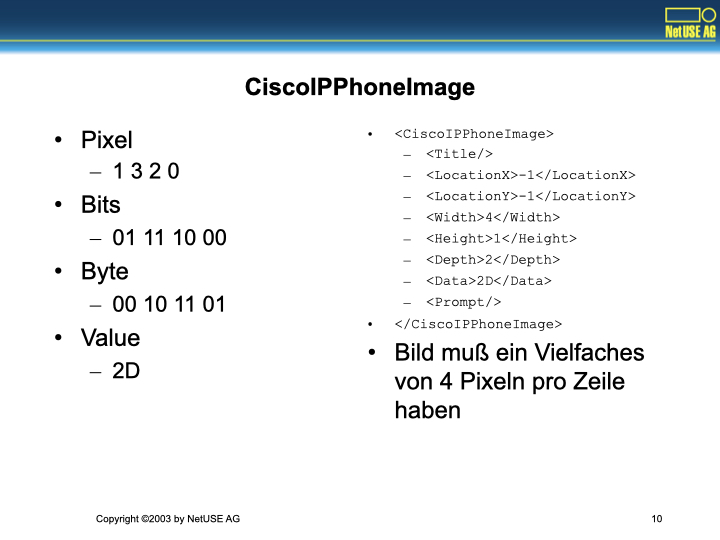 NetUSE AG
CiscoIPPhoneImage
• Pixel
– 1 3 2 0
• Bits
– 01 11 10 00
• Byte
– 00 10 11 01
• Value
– 2D
• <CiscoIPPhoneImage>
– <Title/>
– <LocationX>-1</LocationX>
– <LocationY>-1</LocationY>
– <Width>4</Width>
– <Height>1</Height>
– <Depth>2</Depth>
– <Data>2D</Data>
– <Prompt/>
• </CiscoIPPhoneImage>
• Bild muß ein Vielfaches
von 4 Pixeln pro Zeile
haben
Copyright ©2003 by NetUSE AG
10